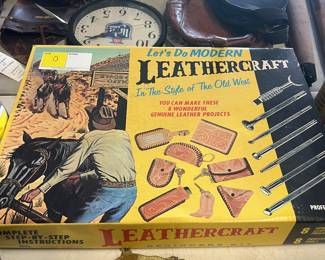 Let's Do MODERN
LEATHERCRAFT
In The Style of The Old West
YOU CAN MAKE THESE
8 WONDERFUL
GENUINE LEATHER PROJECTS
STEP-BY-STEP
INSTRUCTIONS
LEATHERCRAFT
8
8